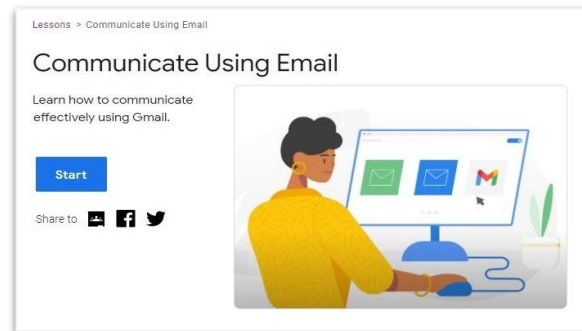 Lessons > Communicate Using Email
Communicate Using Email
Learn how to communicate
effectively using Gmail.
Start
Share to